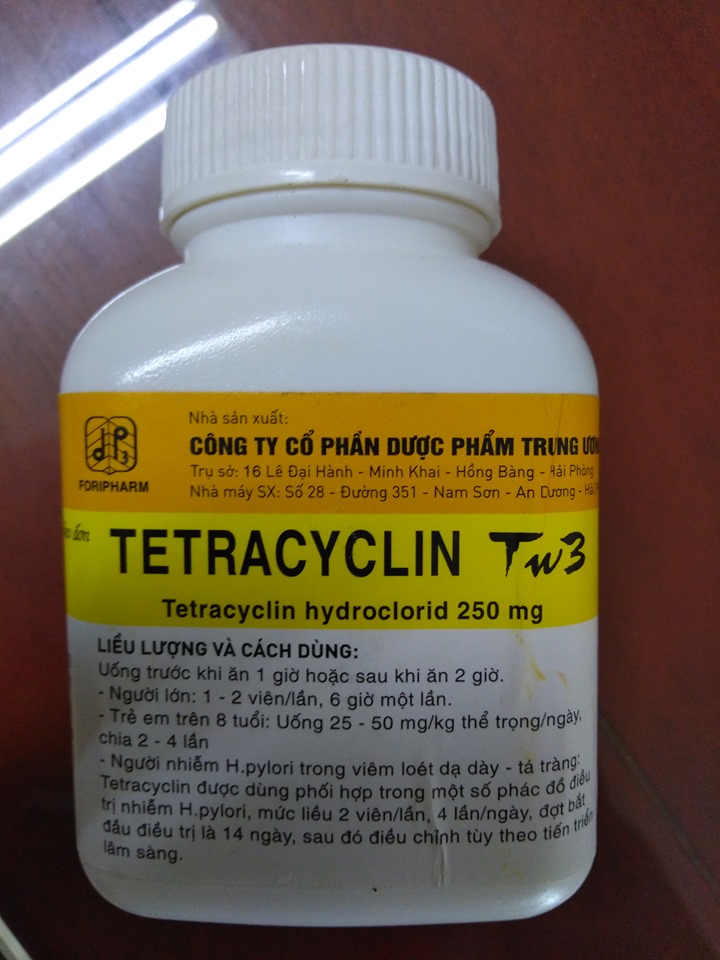 Nhà sản xuất:
CÔNG TY CỔ PHẦN DƯỢC PHẨM TRUNG ƯƠNG
Trụ sở: 16 Lê Đại Hành - Minh Khai - Hồng Bàng - Hải Phòng
Nhà máy SX: Số 28 - Đường 351 - Nam Sơn - An Dương -
FORIPHARM
đơn
TETRACYCLIN Tw3
Tetracyclin hydroclorid 250 mg
LIỀU LƯỢNG VÀ CÁCH DÙNG:
Uống trước khi ăn 1 giờ hoặc sau khi ăn 2 giờ.
- Người lớn: 1 - 2 viên/lần, 6 giờ một lần.
- Trẻ em trên 8 tuổi: Uống 25 - 50 mg/kg thể trọng/ngày,
chia 2 - 4 lần
- Người nhiễm H.pylori trong viêm loét dạ dày - tá tràng:
Tetracyclin được dùng phối hợp trong một số phác đồ điều
trị nhiễm H.pylori, mức liều 2 viên/lần, 4 lần/ngày, đợt bắt
đầu điều trị là 14 ngày, sau đó điều chỉnh tùy theo tiến triển
lâm sàng.